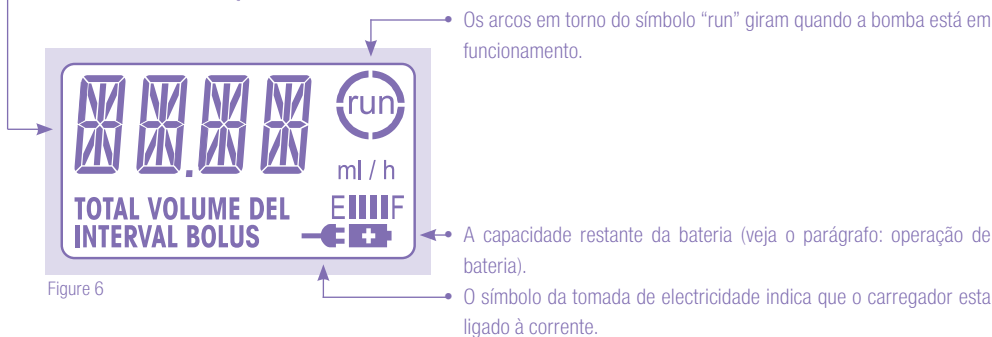 • Os arcos em torno do símbolo “run” giram quando a bomba está em
funcionamento.
run
ml / h
TOTAL VOLUME DEL
E F
INTERVAL BOLUS
• A capacidade restante da bateria (veja o parágrafo: operação de
bateria).
Figure 6
• O símbolo da tomada de electricidade indica que o carregador esta
ligado à corrente.